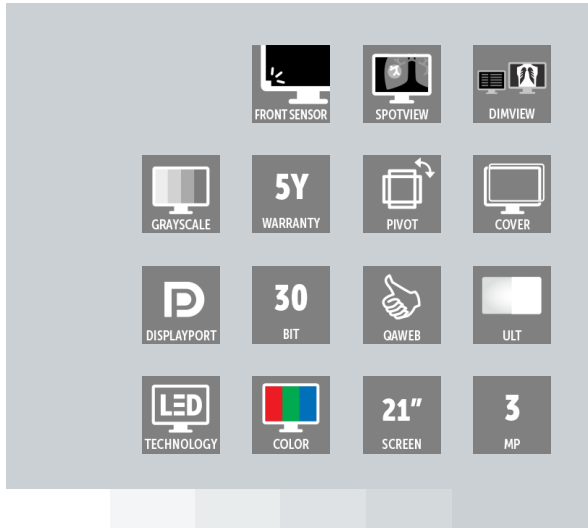 FRONT SENSOR
SPOTVIEW
DIMVIEW
GRAYSCALE
5Y
WARRANTY
PIVOT
COVER
DISPLAYPORT
30
BIT
QAWEB
ULT
LED
TECHNOLOGY
COLOR
21"
SCREEN
3
MP